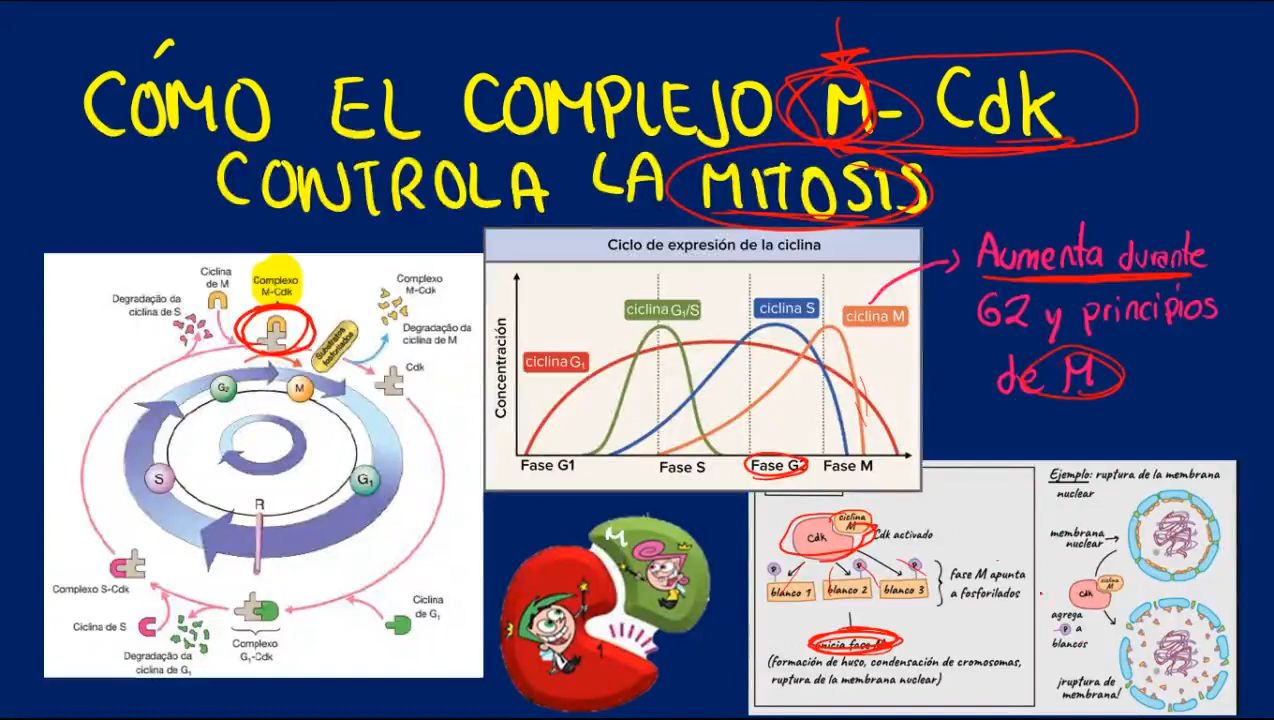 CÓMO EL COMPLEJO M- Cdk
CONTROLA LA MITOSIS
Ciclina
de M
Complexo
M-Cdk
Complexo
M-Cdk
Degradação da
ciclina de S
Substratos
fosforilados
Degradação da
ciclina de M
Cdk
G2
M
S
G1
R
Complexo S-Cdk
Ciclina de S
Degradação da
ciclina de G1
Complexo
G1-Cdk
Ciclina
de G1
Ciclo de expresión de la ciclina
Concentración
ciclina G1
ciclina G1/S
ciclina S
ciclina M
Fase G1
Fase S
Fase G2
Fase M
Aumenta durante
G2 y principios
de M
M
1
ciclina
M
Cdk
Cdk activado
P
P
P
blanco 1
blanco 2
blanco 3
fase M apunta
a fosforilados
inicia fase M
(formación de huso, condensación de cromosomas,
ruptura de la membrana nuclear)
Ejemplo: ruptura de la membrana
nuclear
membrana
nuclear
ciclina
M
Cdk
agrega
P a
blancos
¡ruptura de
membrana!